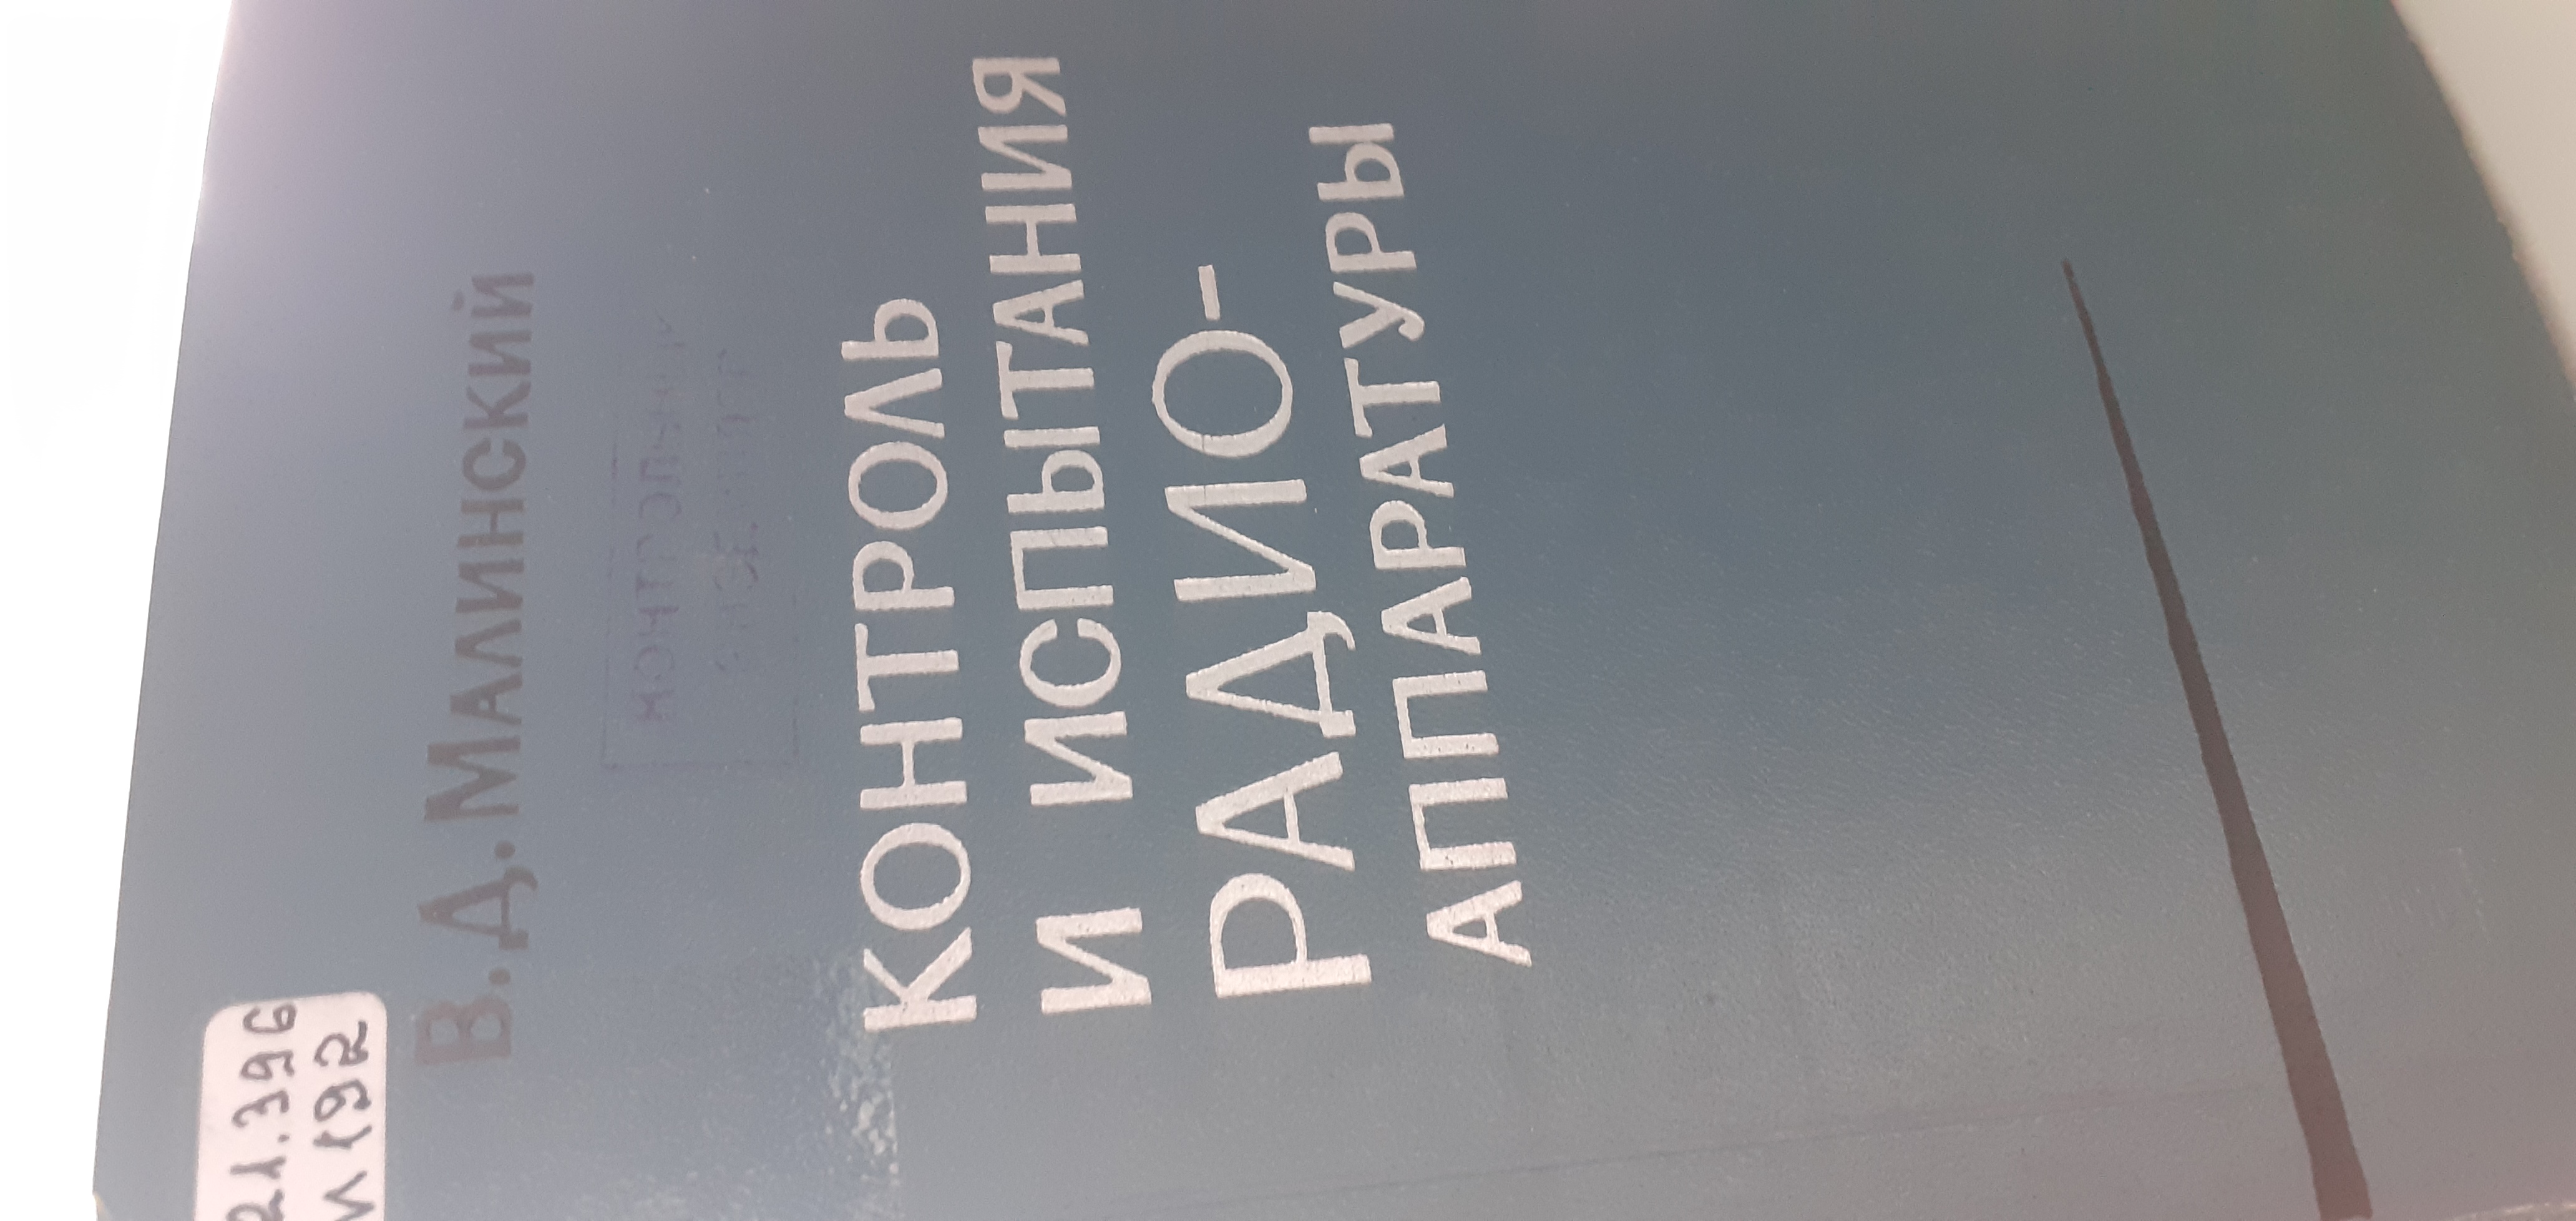 21.396
М192
В. Д. МАЛИНСКИЙ
КОНТРОЛЬ
И ИСПЫТАНИЯ
РАДИО-
АППАРАТУРЫ